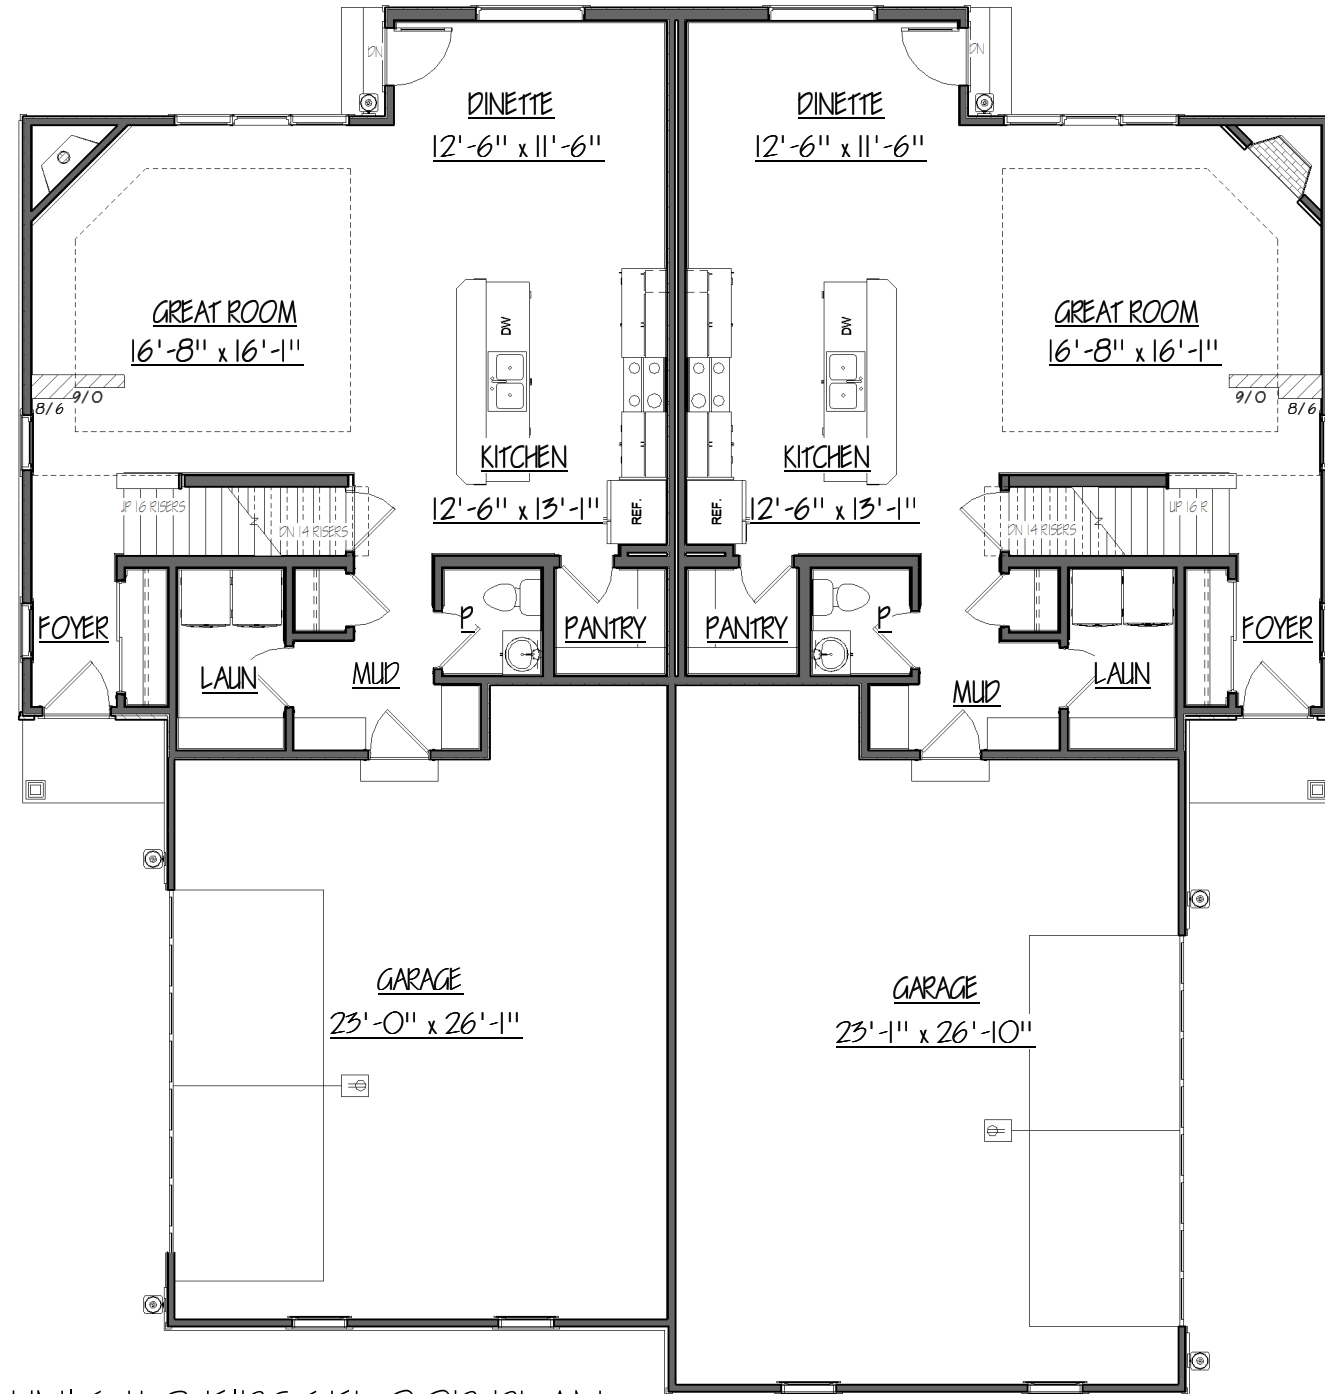 DN
DN
DINETTE
12'-6" x 11'-6"
DINETTE
12'-6" x 11'-6"
GREAT ROOM
16'-8" x 16'-1"
GREAT ROOM
16'-8" x 16'-1"
DW
DW
9/0
8/6
9/0
8/6
KITCHEN
12'-6" x 13'-1"
KITCHEN
12'-6" x 13'-1"
REF.
REF.
UP 16 RISERS
DN 14 RISERS
DN 14 RISERS
UP 16 R
FOYER
P
PANTRY
PANTRY
P
FOYER
LAUN
MUD
MUD
LAUN
GARAGE
23'-0" x 26'-1"
GARAGE
23'-1" x 26'-10"